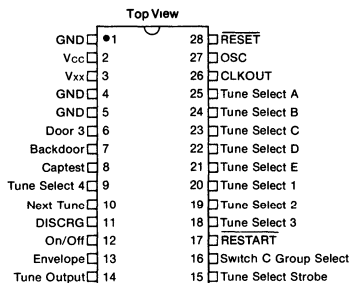 Top View
GND 1 28 RESET
Vcc 2 27 OSC
Vxx 3 26 CLKOUT
GND 4 25 Tune Select A
GND 5 24 Tune Select B
Door 3 6 23 Tune Select C
Backdoor 7 22 Tune Select D
Captest 8 21 Tune Select E
Tune Select 4 9 20 Tune Select 1
Next Tune 10 19 Tune Select 2
DISCRG 11 18 Tune Select 3
On/Off 12 17 RESTART
Envelope 13 16 Switch C Group Select
Tune Output 14 15 Tune Select Strobe